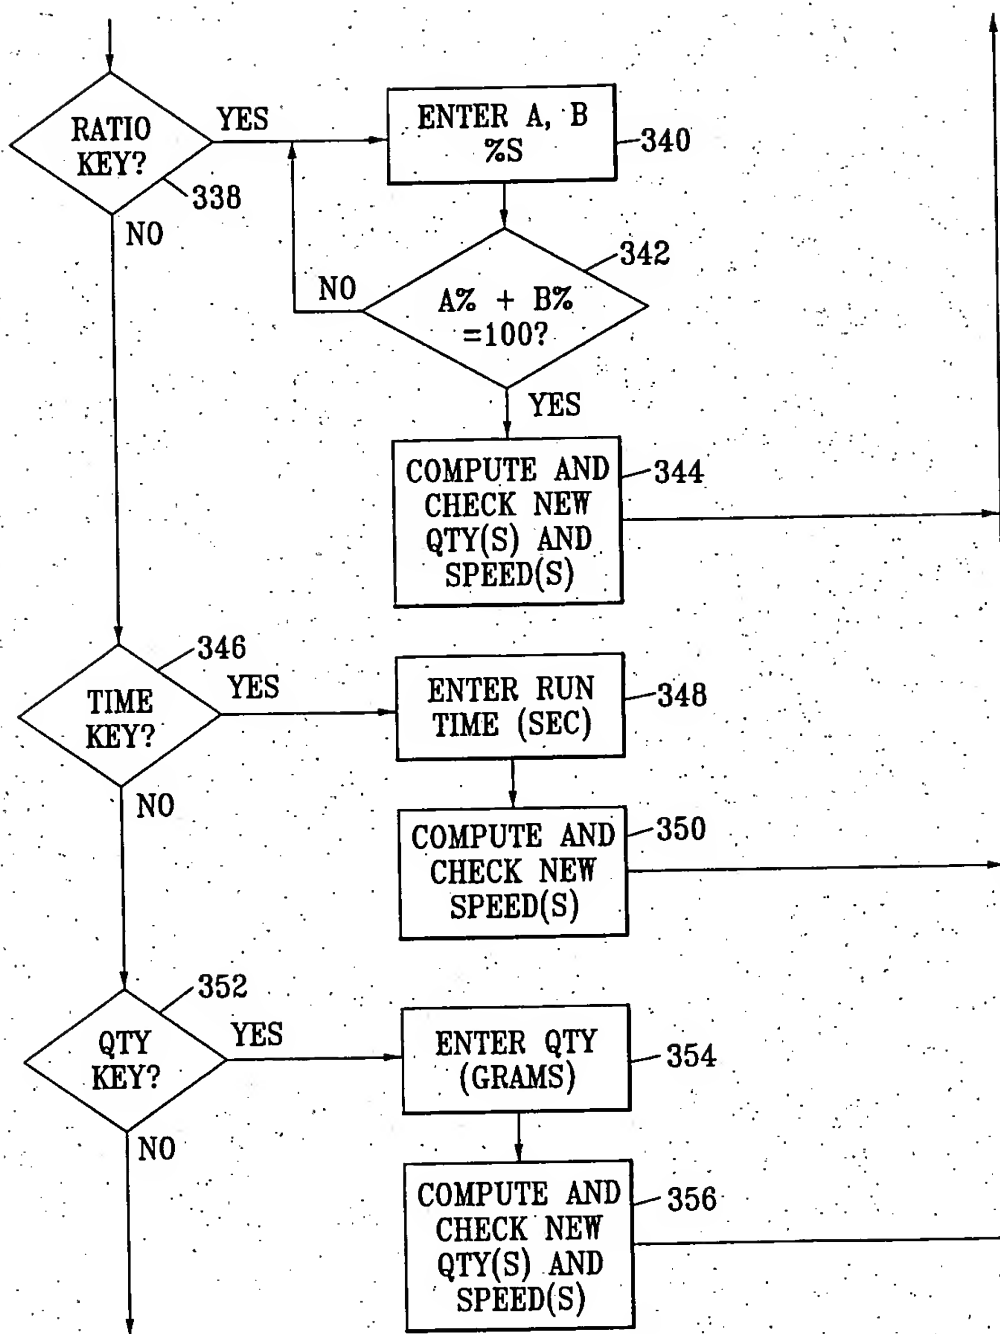 RATIO
KEY?
338
YES
NO
ENTER A, B
%S
340
342
A% + B%
=100?
NO
YES
COMPUTE AND
CHECK NEW
QTY(S) AND
SPEED(S)
344
TIME
KEY?
346
YES
NO
ENTER RUN
TIME (SEC)
348
COMPUTE AND
CHECK NEW
SPEED(S)
350
QTY
KEY?
352
YES
NO
ENTER QTY
(GRAMS)
354
COMPUTE AND
CHECK NEW
QTY(S) AND
SPEED(S)
356